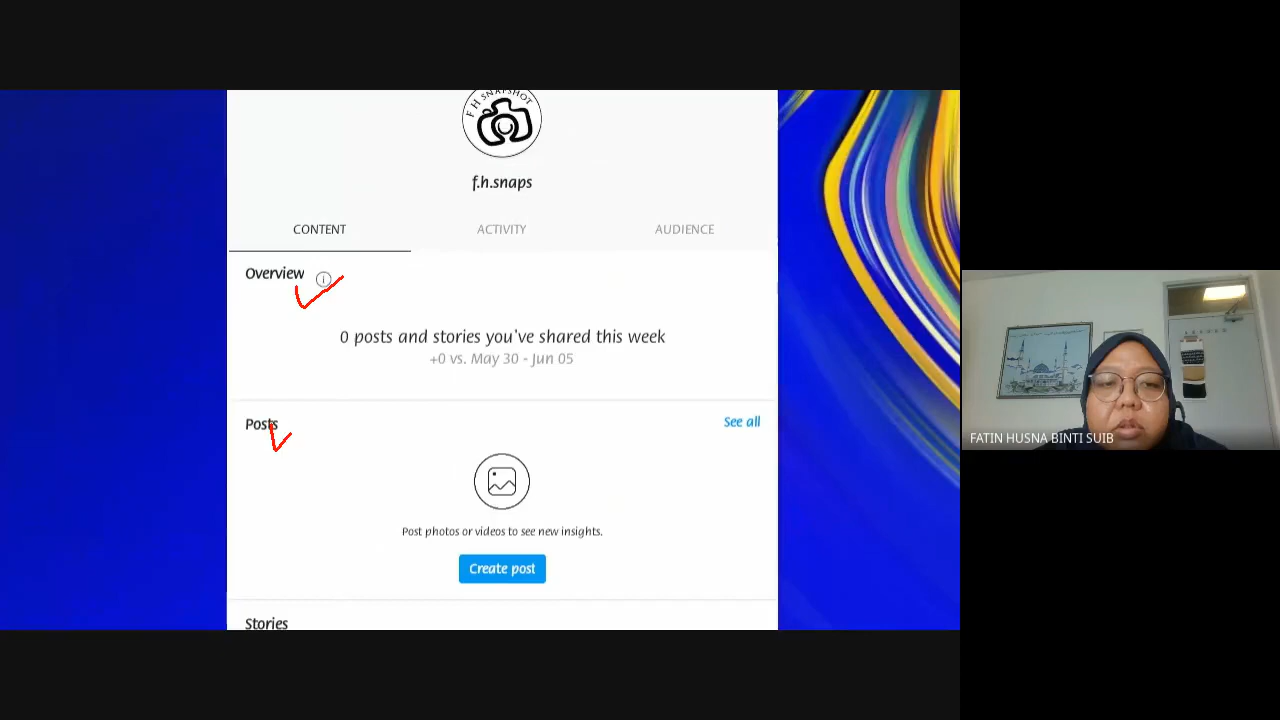 F H SNAPSHOT
f.h.snaps
CONTENT
ACTIVITY
AUDIENCE
Overview
0 posts and stories you've shared this week
+0 vs. May 30 - Jun 05
Posts
See all
Post photos or videos to see new insights.
Create post
Stories
FATIN HUSNA BINTI SUIB